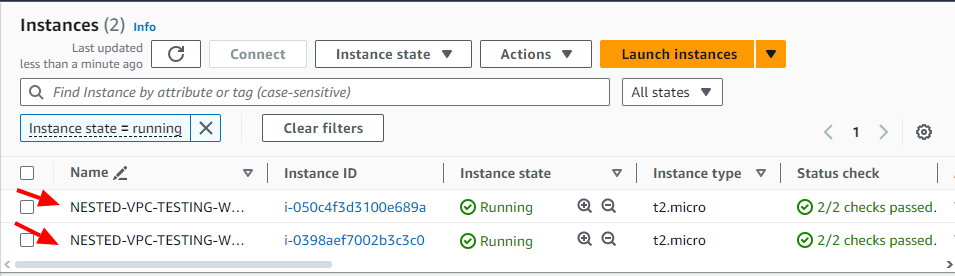 Instances (2) Info
Last updated
less than a minute ago
Connect
Instance state
Actions
Launch instances
Find Instance by attribute or tag (case-sensitive)
All states
Instance state = running
Clear filters
1
Name Instance ID Instance state Instance type Status check
NESTED-VPC-TESTING-W... i-050c4f3d3100e689a Running t2.micro 2/2 checks passed.
NESTED-VPC-TESTING-W... i-0398aef7002b3c3c0 Running t2.micro 2/2 checks passed.